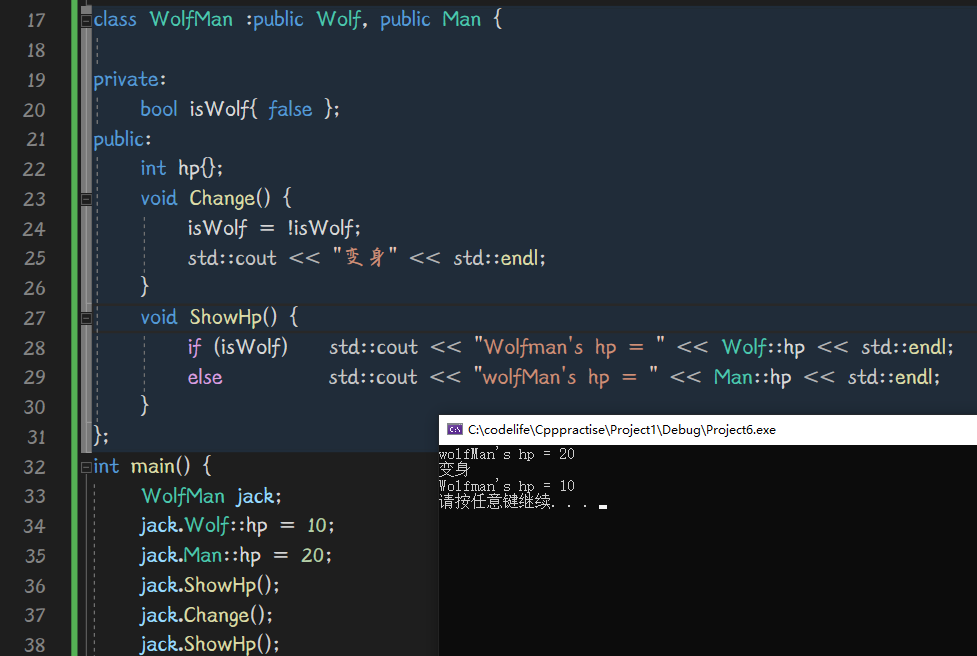 17 class WolfMan :public Wolf, public Man {
18
19 private:
20     bool isWolf{ false };
21 public:
22     int hp{};
23     void Change() {
24         isWolf = !isWolf;
25         std::cout << "变身" << std::endl;
26     }
27     void ShowHp() {
28         if (isWolf)    std::cout << "Wolfman's hp = " << Wolf::hp << std::endl;
29         else           std::cout << "wolfMan's hp = " << Man::hp << std::endl;
30     }
31 };
32 int main() {
33     WolfMan jack;
34     jack.Wolf::hp = 10;
35     jack.Man::hp = 20;
36     jack.ShowHp();
37     jack.Change();
38     jack.ShowHp();
C:\codelife\Cpppractise\Project1\Debug\Project6.exe
wolfMan's hp = 20
变身
Wolfman's hp = 10
请按任意键继续. . .